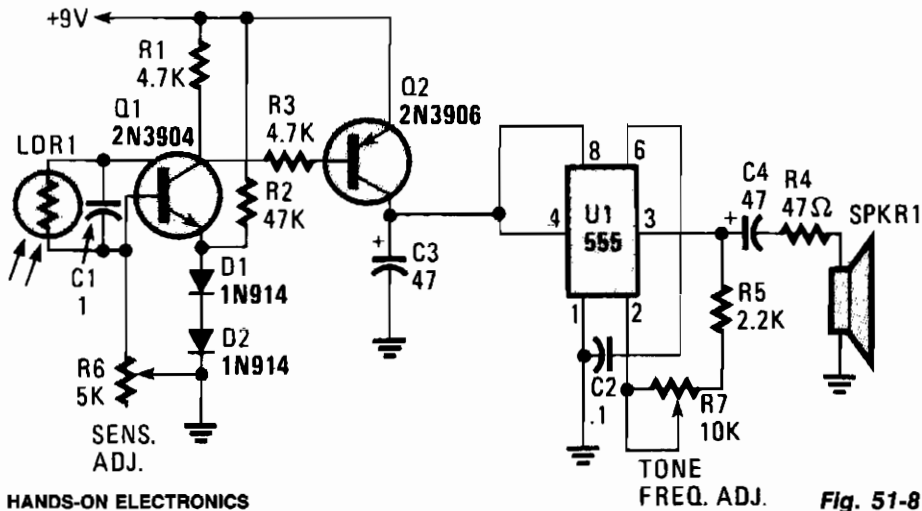 +9V
R1
4.7K
Q1
2N3904
LDR1
C1
1
R6
5K
SENS.
ADJ.
D1
1N914
D2
1N914
R2
47K
R3
4.7K
Q2
2N3906
+
C3
47
8
6
4
U1
555
3
1
2
C2
.1
C4
47
+
R4
47Ω
SPKR1
R5
2.2K
R7
10K
TONE
FREQ. ADJ.
HANDS-ON ELECTRONICS
Fig. 51-8